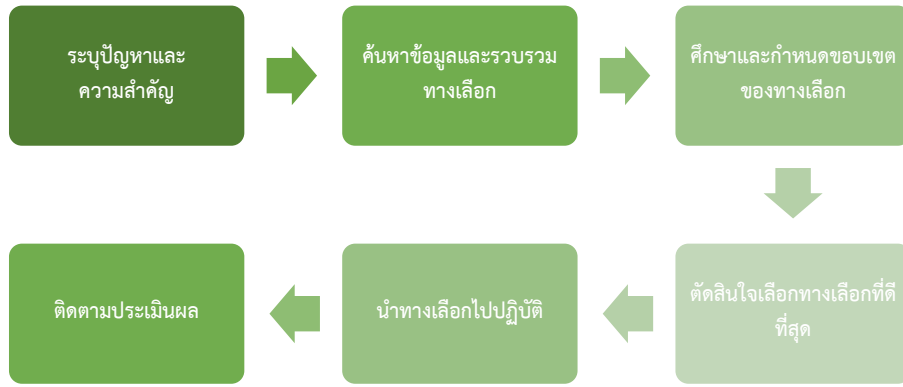 ระบุปัญหาและ
ความสำคัญ
ค้นหาข้อมูลและรวบรวม
ทางเลือก
ศึกษาและกำหนดขอบเขต
ของทางเลือก
ตัดสินใจเลือกทางเลือกที่ดี
ที่สุด
นำทางเลือกไปปฏิบัติ
ติดตามประเมินผล